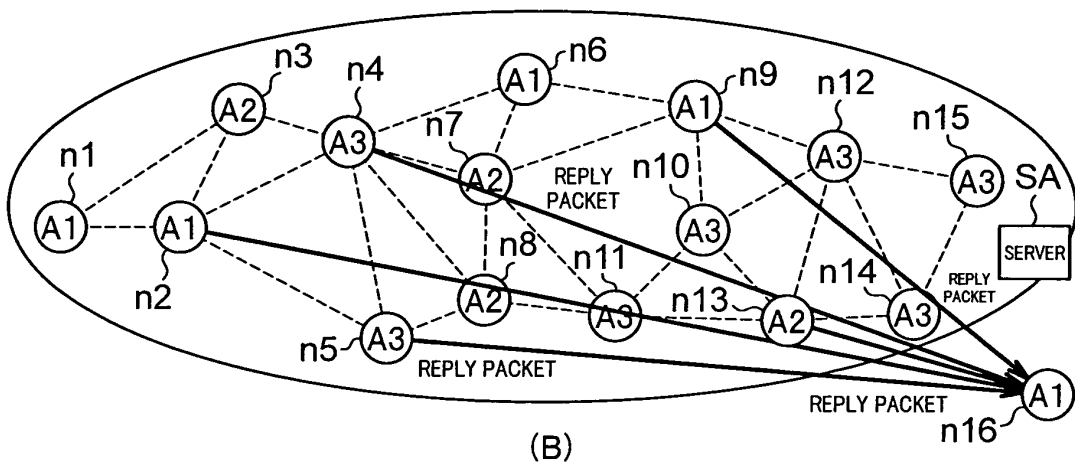 n3
n4
n6
n9
n12
n15
n1
n7
n10
SA
A2
A1
A1
A3
A3
A3
A2
A1
A1
A3
REPLY
PACKET
SERVER
n2
n8
n11
n13
n14
REPLY
PACKET
A2
A3
A2
A3
A3
n5
REPLY PACKET
REPLY PACKET
A1
n16
(B)